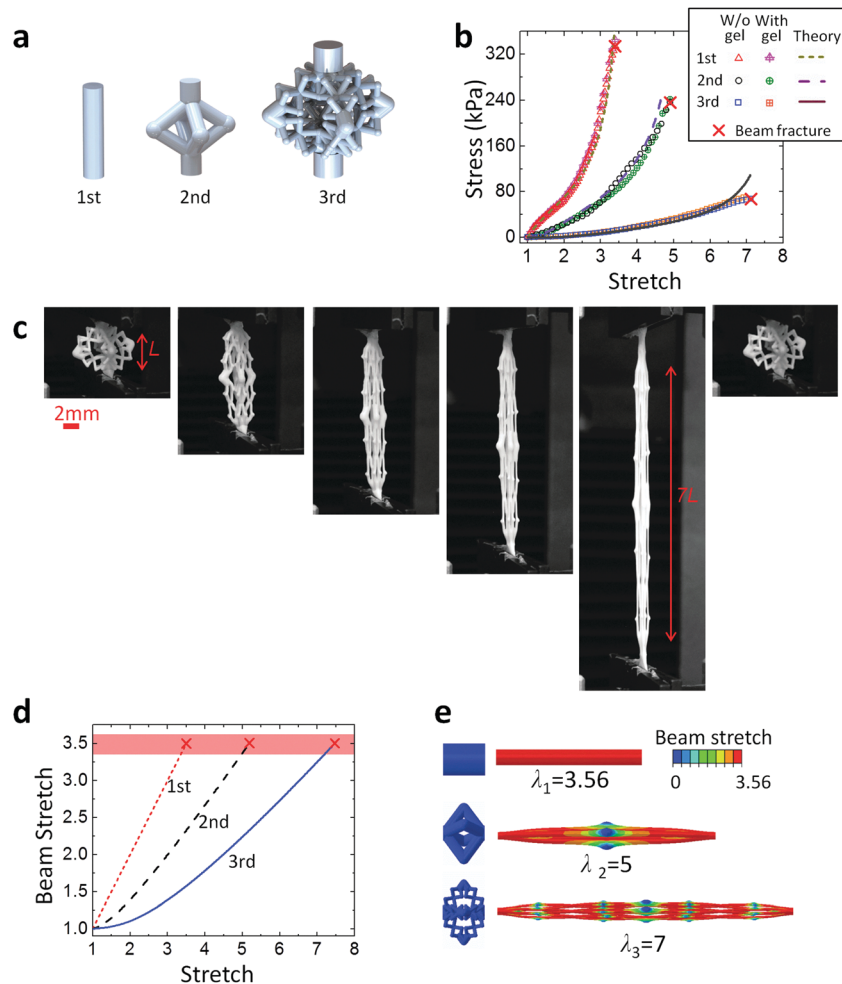 a
1st
2nd
3rd
b
320
240
160
80
0
Stress (kPa)
1 2 3 4 5 6 7 8
Stretch
W/o gel
With gel
Theory
1st
2nd
3rd
Beam fracture
c
L
2mm
7L
d
3.5
3.0
2.5
2.0
1.5
1.0
Beam Stretch
1st
2nd
3rd
1 2 3 4 5 6 7 8
Stretch
e
Beam stretch
0 3.56
λ1=3.56
λ2=5
λ3=7